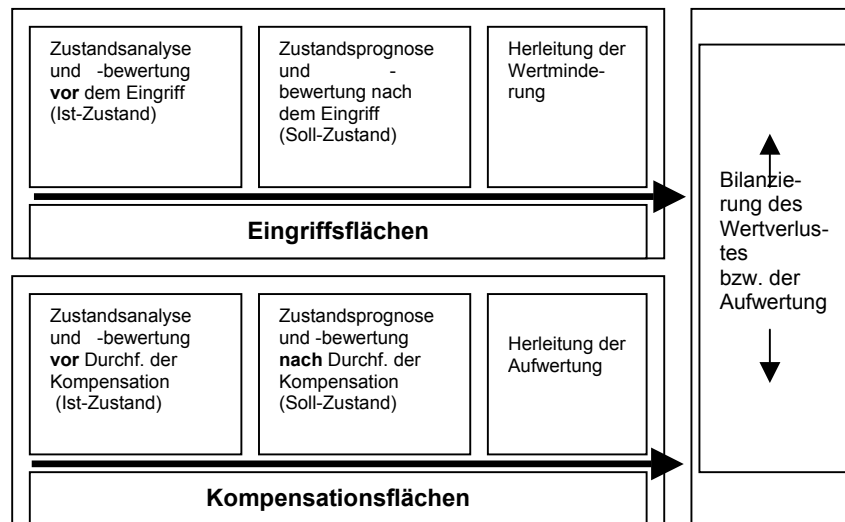 Zustandsanalyse
und -bewertung
vor dem Eingriff
(Ist-Zustand)
Zustandsprognose
und -
bewertung nach
dem Eingriff
(Soll-Zustand)
Herleitung der
Wertminde-
rung
Eingriffsflächen
Zustandsanalyse
und -bewertung
vor Durchf. der
Kompensation
(Ist-Zustand)
Zustandsprognose
und -bewertung
nach Durchf. der
Kompensation
(Soll-Zustand)
Herleitung der
Aufwertung
Kompensationsflächen
Bilanzie-
rung des
Wertverlus-
tes
bzw. der
Aufwertung